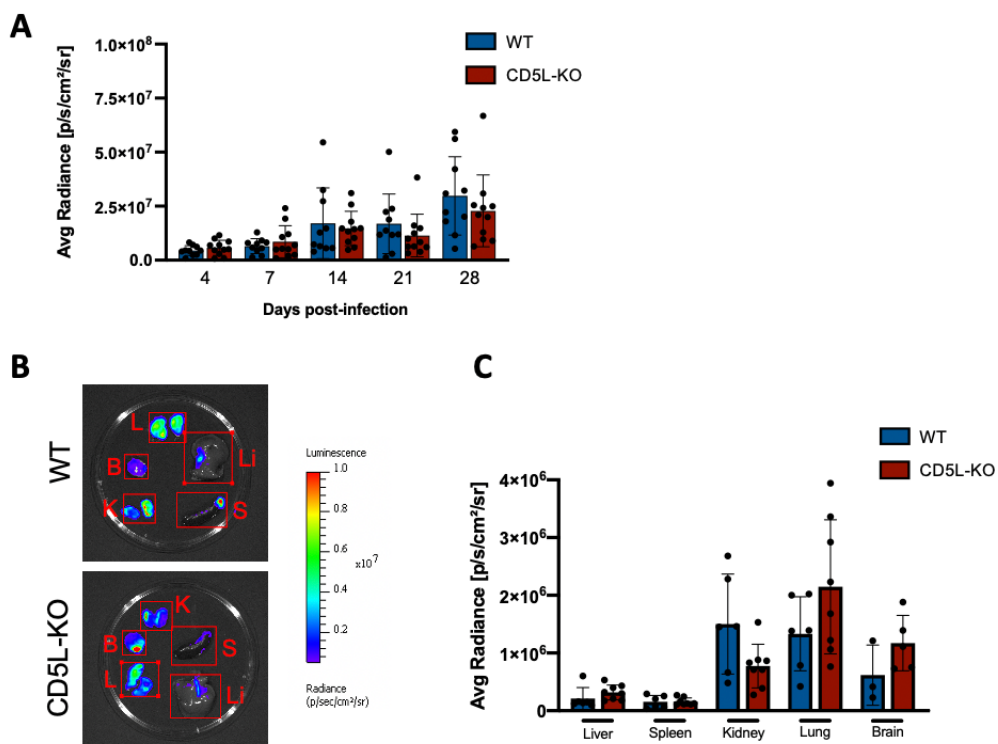 A
Avg Radiance [p/s/cm²/sr]
1.0×10⁸
7.5×10⁷
5.0×10⁷
2.5×10⁷
0.0
4 7 14 21 28
Days post-infection
WT
CD5L-KO
B
WT
L
Li
B
K
S
CD5L-KO
K
B
S
L
Li
Luminescence
1.0
0.8
0.6
x10⁷
0.4
0.2
Radiance
(p/sec/cm²/sr)
C
WT
CD5L-KO
Avg Radiance [p/s/cm²/sr]
4×10⁶
3×10⁶
2×10⁶
1×10⁶
0
Liver Spleen Kidney Lung Brain